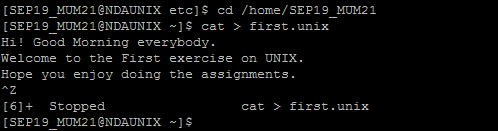 [SEP19_MUM21@NDAUNIX etc]$ cd /home/SEP19_MUM21
[SEP19_MUM21@NDAUNIX ~]$ cat > first.unix
Hi! Good Morning everybody.
Welcome to the First exercise on UNIX.
Hope you enjoy doing the assignments.
^Z
[6]+  Stopped                 cat > first.unix
[SEP19_MUM21@NDAUNIX ~]$